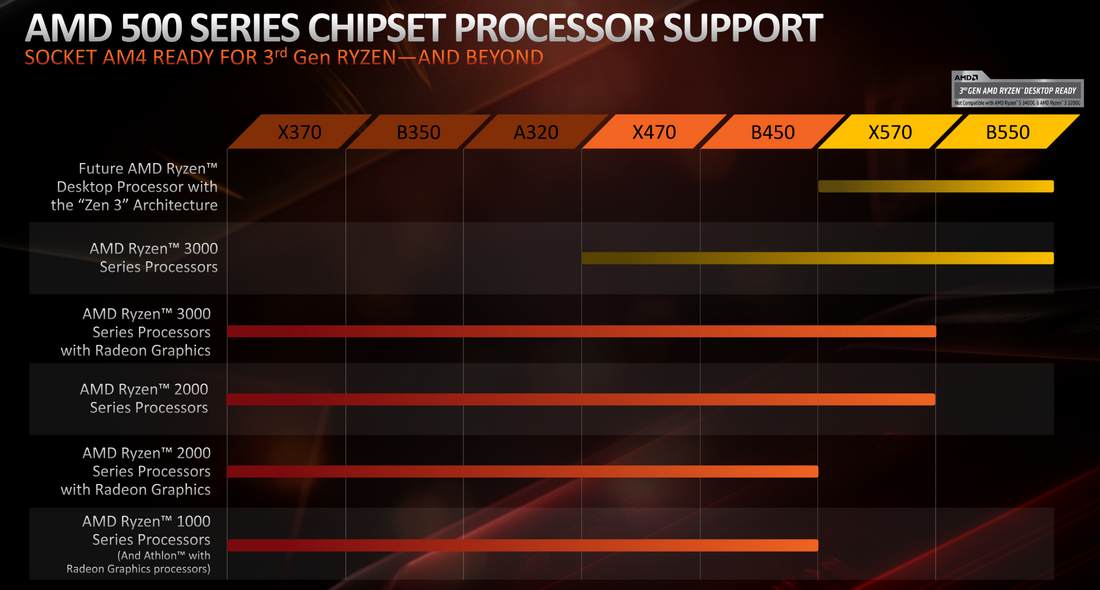 AMD 500 SERIES CHIPSET PROCESSOR SUPPORT
SOCKET AM4 READY FOR 3rd Gen RYZEN—AND BEYOND
AMD
3RD GEN AMD RYZEN™ DESKTOP READY
Not Compatible with AMD Ryzen™ 5 3400G & AMD Ryzen™ 3 3200G
X370 B350 A320 X470 B450 X570 B550
Future AMD Ryzen™
Desktop Processor with
the “Zen 3” Architecture
AMD Ryzen™ 3000
Series Processors
AMD Ryzen™ 3000
Series Processors
with Radeon Graphics
AMD Ryzen™ 2000
Series Processors
AMD Ryzen™ 2000
Series Processors
with Radeon Graphics
AMD Ryzen™ 1000
Series Processors
(And Athlon™ with
Radeon Graphics processors)